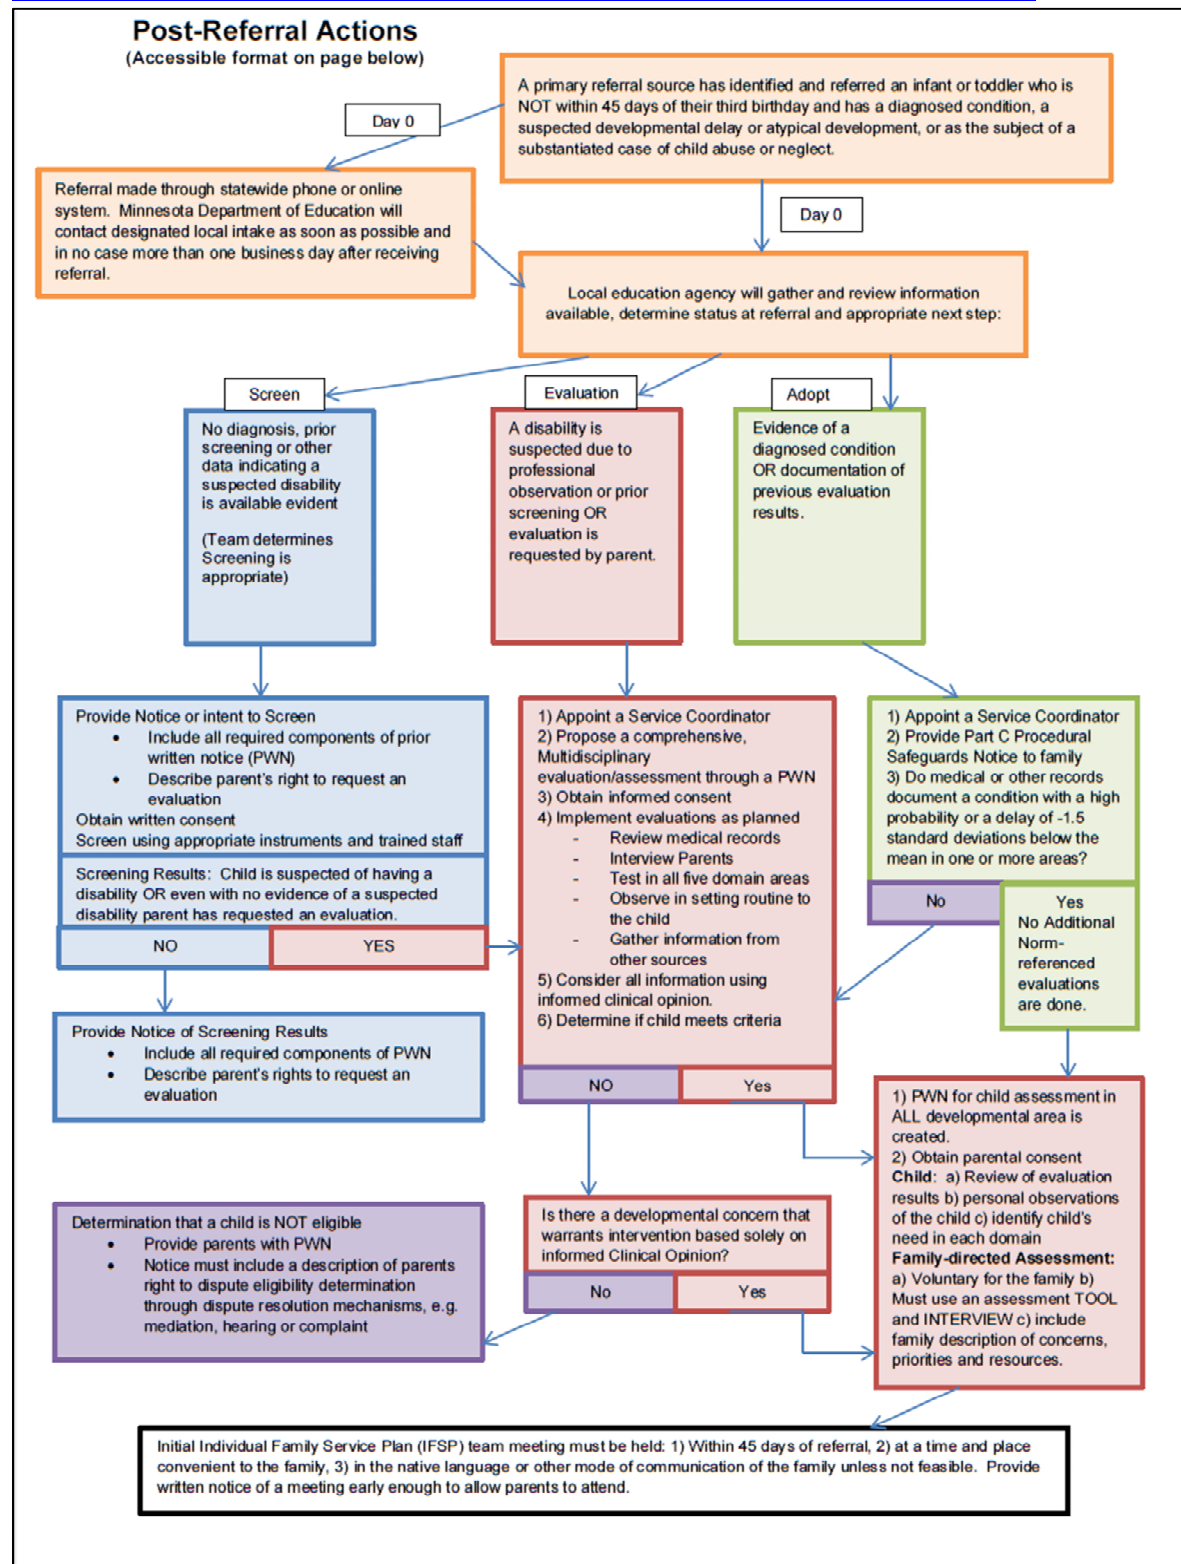 Post-Referral Actions
(Accessible format on page below)
A primary referral source has identified and referred an infant or toddler who is
NOT within 45 days of their third birthday and has a diagnosed condition, a
suspected developmental delay or atypical development, or as the subject of a
substantiated case of child abuse or neglect.
Day 0
Referral made through statewide phone or online
system. Minnesota Department of Education will
contact designated local intake as soon as possible and
in no case more than one business day after receiving
referral.
Day 0
Local education agency will gather and review information
available, determine status at referral and appropriate next step:
Screen
No diagnosis, prior
screening or other
data indicating a
suspected disability
is available evident
(Team determines
Screening is
appropriate)
Evaluation
A disability is
suspected due to
professional
observation or prior
screening OR
evaluation is
requested by parent.
Adopt
Evidence of a
diagnosed condition
OR documentation of
previous evaluation
results.
Provide Notice or intent to Screen
• Include all required components of prior
written notice (PWN)
• Describe parent's right to request an
evaluation
Obtain written consent
Screen using appropriate instruments and trained staff
Screening Results: Child is suspected of having a
disability OR even with no evidence of a suspected
disability parent has requested an evaluation.
NO
YES
Provide Notice of Screening Results
• Include all required components of PWN
• Describe parent's rights to request an
evaluation
1) Appoint a Service Coordinator
2) Propose a comprehensive,
Multidisciplinary
evaluation/assessment through a PWN
3) Obtain informed consent
4) Implement evaluations as planned
- Review medical records
- Interview Parents
- Test in all five domain areas
- Observe in setting routine to
the child
- Gather information from
other sources
5) Consider all information using
informed clinical opinion.
6) Determine if child meets criteria
NO
Yes
1) Appoint a Service Coordinator
2) Provide Part C Procedural
Safeguards Notice to family
3) Do medical or other records
document a condition with a high
probability or a delay of -1.5
standard deviations below the
mean in one or more areas?
No
Yes
No Additional
Norm-
referenced
evaluations
are done.
Determination that a child is NOT eligible
• Provide parents with PWN
• Notice must include a description of parents
right to dispute eligibility determination
through dispute resolution mechanisms, e.g.
mediation, hearing or complaint
Is there a developmental concern that
warrants intervention based solely on
informed Clinical Opinion?
No
Yes
1) PWN for child assessment in
ALL developmental area is
created.
2) Obtain parental consent
Child: a) Review of evaluation
results b) personal observations
of the child c) identify child's
need in each domain
Family-directed Assessment:
a) Voluntary for the family b)
Must use an assessment TOOL
and INTERVIEW c) include
family description of concerns,
priorities and resources.
Initial Individual Family Service Plan (IFSP) team meeting must be held: 1) Within 45 days of referral, 2) at a time and place
convenient to the family, 3) in the native language or other mode of communication of the family unless not feasible. Provide
written notice of a meeting early enough to allow parents to attend.